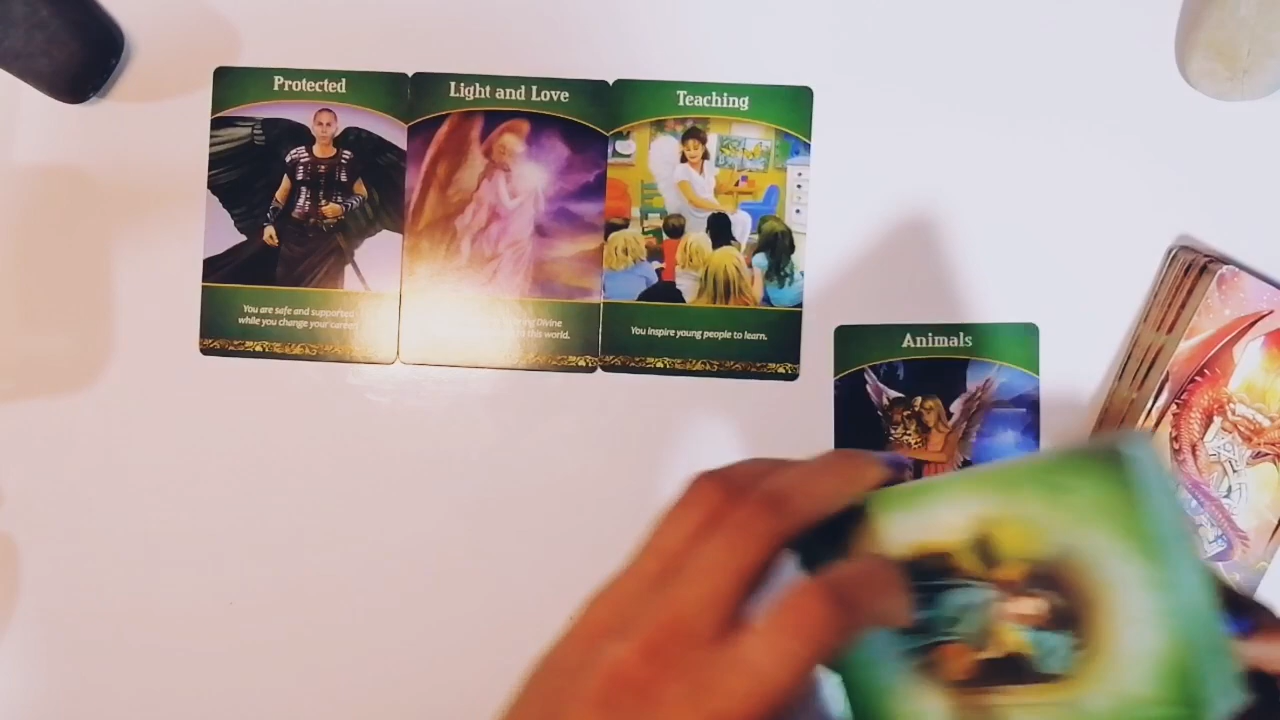 Protected
You are safe and supported
while you change your career
Light and Love
Divine
this world.
Teaching
You inspire young people to learn.
Animals